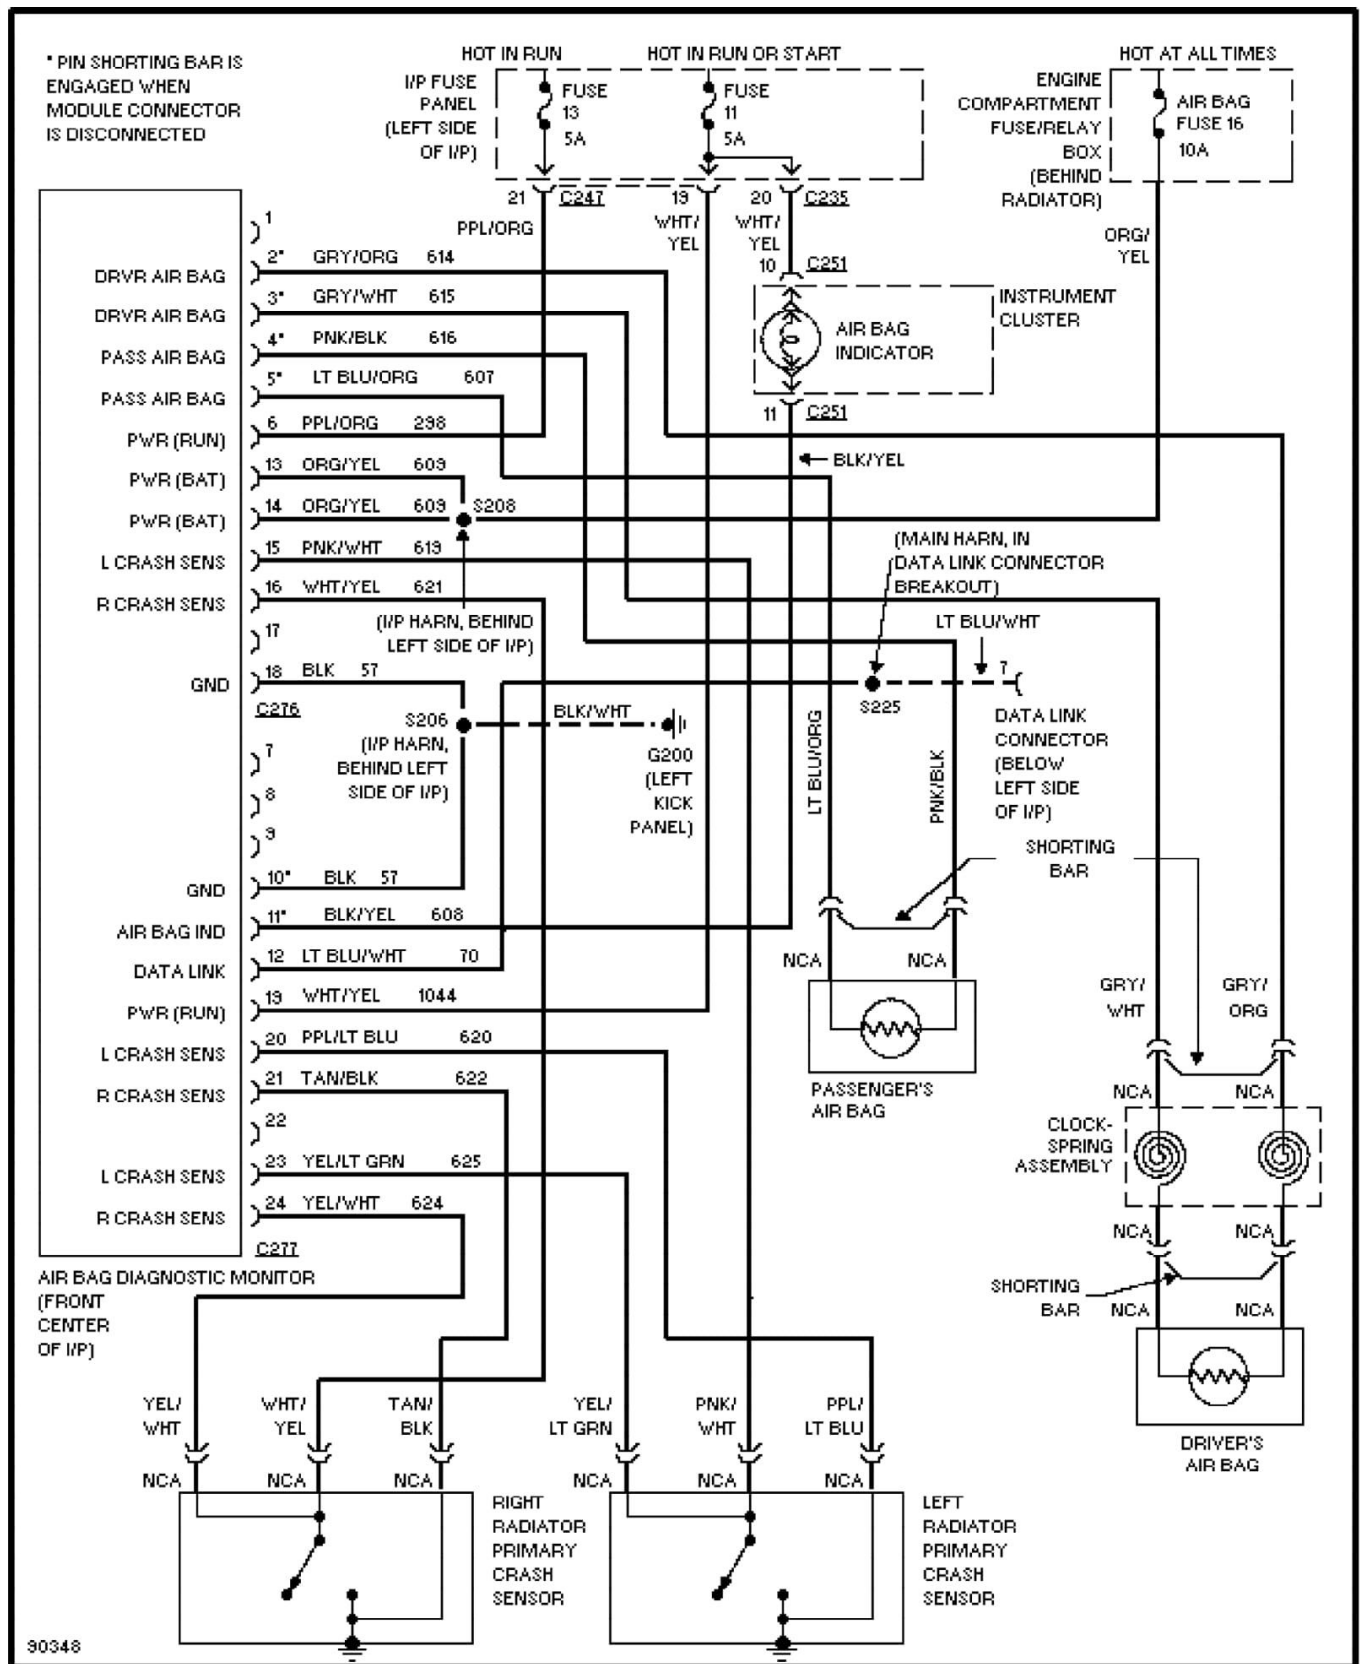 * PIN SHORTING BAR IS
ENGAGED WHEN
MODULE CONNECTOR
IS DISCONNECTED
HOT IN RUN
HOT IN RUN OR START
HOT AT ALL TIMES
I/P FUSE
PANEL
(LEFT SIDE
OF I/P)
FUSE
13
5A
FUSE
11
5A
ENGINE
COMPARTMENT
FUSE/RELAY
BOX
(BEHIND
RADIATOR)
AIR BAG
FUSE 16
10A
21 C247
19
20 C235
PPL/ORG
WHT/
YEL
WHT/
YEL
ORG/
YEL
10 C251
INSTRUMENT
CLUSTER
AIR BAG
INDICATOR
11 C251
BLK/YEL
1
DRVR AIR BAG 2* GRY/ORG 614
DRVR AIR BAG 3* GRY/WHT 615
PASS AIR BAG 4* PNK/BLK 616
PASS AIR BAG 5* LT BLU/ORG 607
PWR (RUN) 6 PPL/ORG 298
PWR (BAT) 13 ORG/YEL 609
PWR (BAT) 14 ORG/YEL 609 S208
L CRASH SENS 15 PNK/WHT 619
R CRASH SENS 16 WHT/YEL 621
(I/P HARN, BEHIND
LEFT SIDE OF I/P)
17
GND 18 BLK 57
C276
(MAIN HARN, IN
DATA LINK CONNECTOR
BREAKOUT)
LT BLU/WHT
7
S225
DATA LINK
CONNECTOR
(BELOW
LEFT SIDE
OF I/P)
S206
(I/P HARN,
BEHIND LEFT
SIDE OF I/P)
BLK/WHT
G200
(LEFT
KICK
PANEL)
LT BLU/ORG
PNK/BLK
7
8
9
GND 10* BLK 57
AIR BAG IND 11* BLK/YEL 608
DATA LINK 12 LT BLU/WHT 70
PWR (RUN) 19 WHT/YEL 1044
L CRASH SENS 20 PPL/LT BLU 620
R CRASH SENS 21 TAN/BLK 622
22
L CRASH SENS 23 YEL/LT GRN 625
R CRASH SENS 24 YEL/WHT 624
C277
AIR BAG DIAGNOSTIC MONITOR
(FRONT
CENTER
OF I/P)
SHORTING
BAR
NCA
NCA
PASSENGER'S
AIR BAG
GRY/
WHT
GRY/
ORG
NCA
NCA
CLOCK-
SPRING
ASSEMBLY
NCA
NCA
SHORTING
BAR
NCA
NCA
DRIVER'S
AIR BAG
YEL/
WHT
WHT/
YEL
TAN/
BLK
YEL/
LT GRN
PNK/
WHT
PPL/
LT BLU
NCA
NCA
NCA
NCA
NCA
NCA
RIGHT
RADIATOR
PRIMARY
CRASH
SENSOR
LEFT
RADIATOR
PRIMARY
CRASH
SENSOR
90348